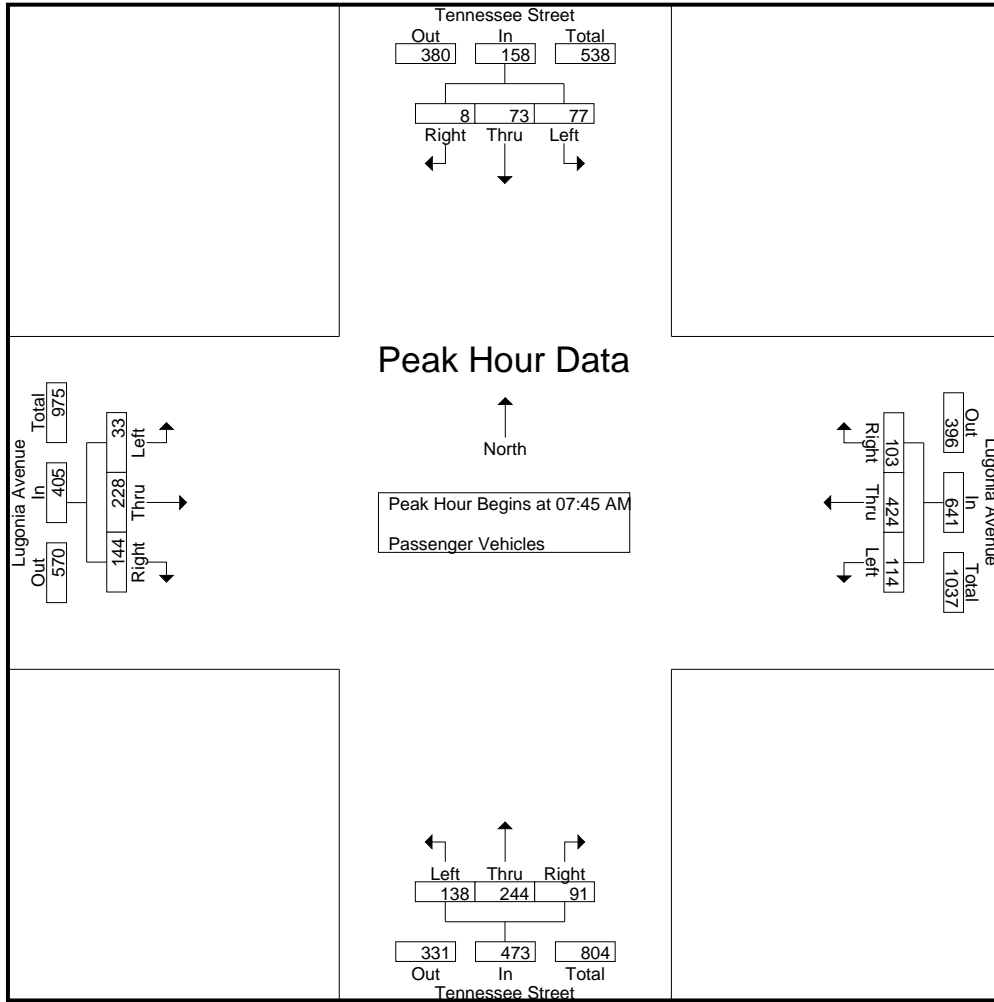 Tennessee Street
Out In Total
380 158 538
8 73 77
Right Thru Left
Peak Hour Data
North
Peak Hour Begins at 07:45 AM
Passenger Vehicles
Lugonia Avenue
Total In Out
975 405 570
33 228 144
Left Thru Right
Lugonia Avenue
Out In Total
396 641 1037
103 424 114
Right Thru Left
Left Thru Right
138 244 91
331 473 804
Out In Total
Tennessee Street